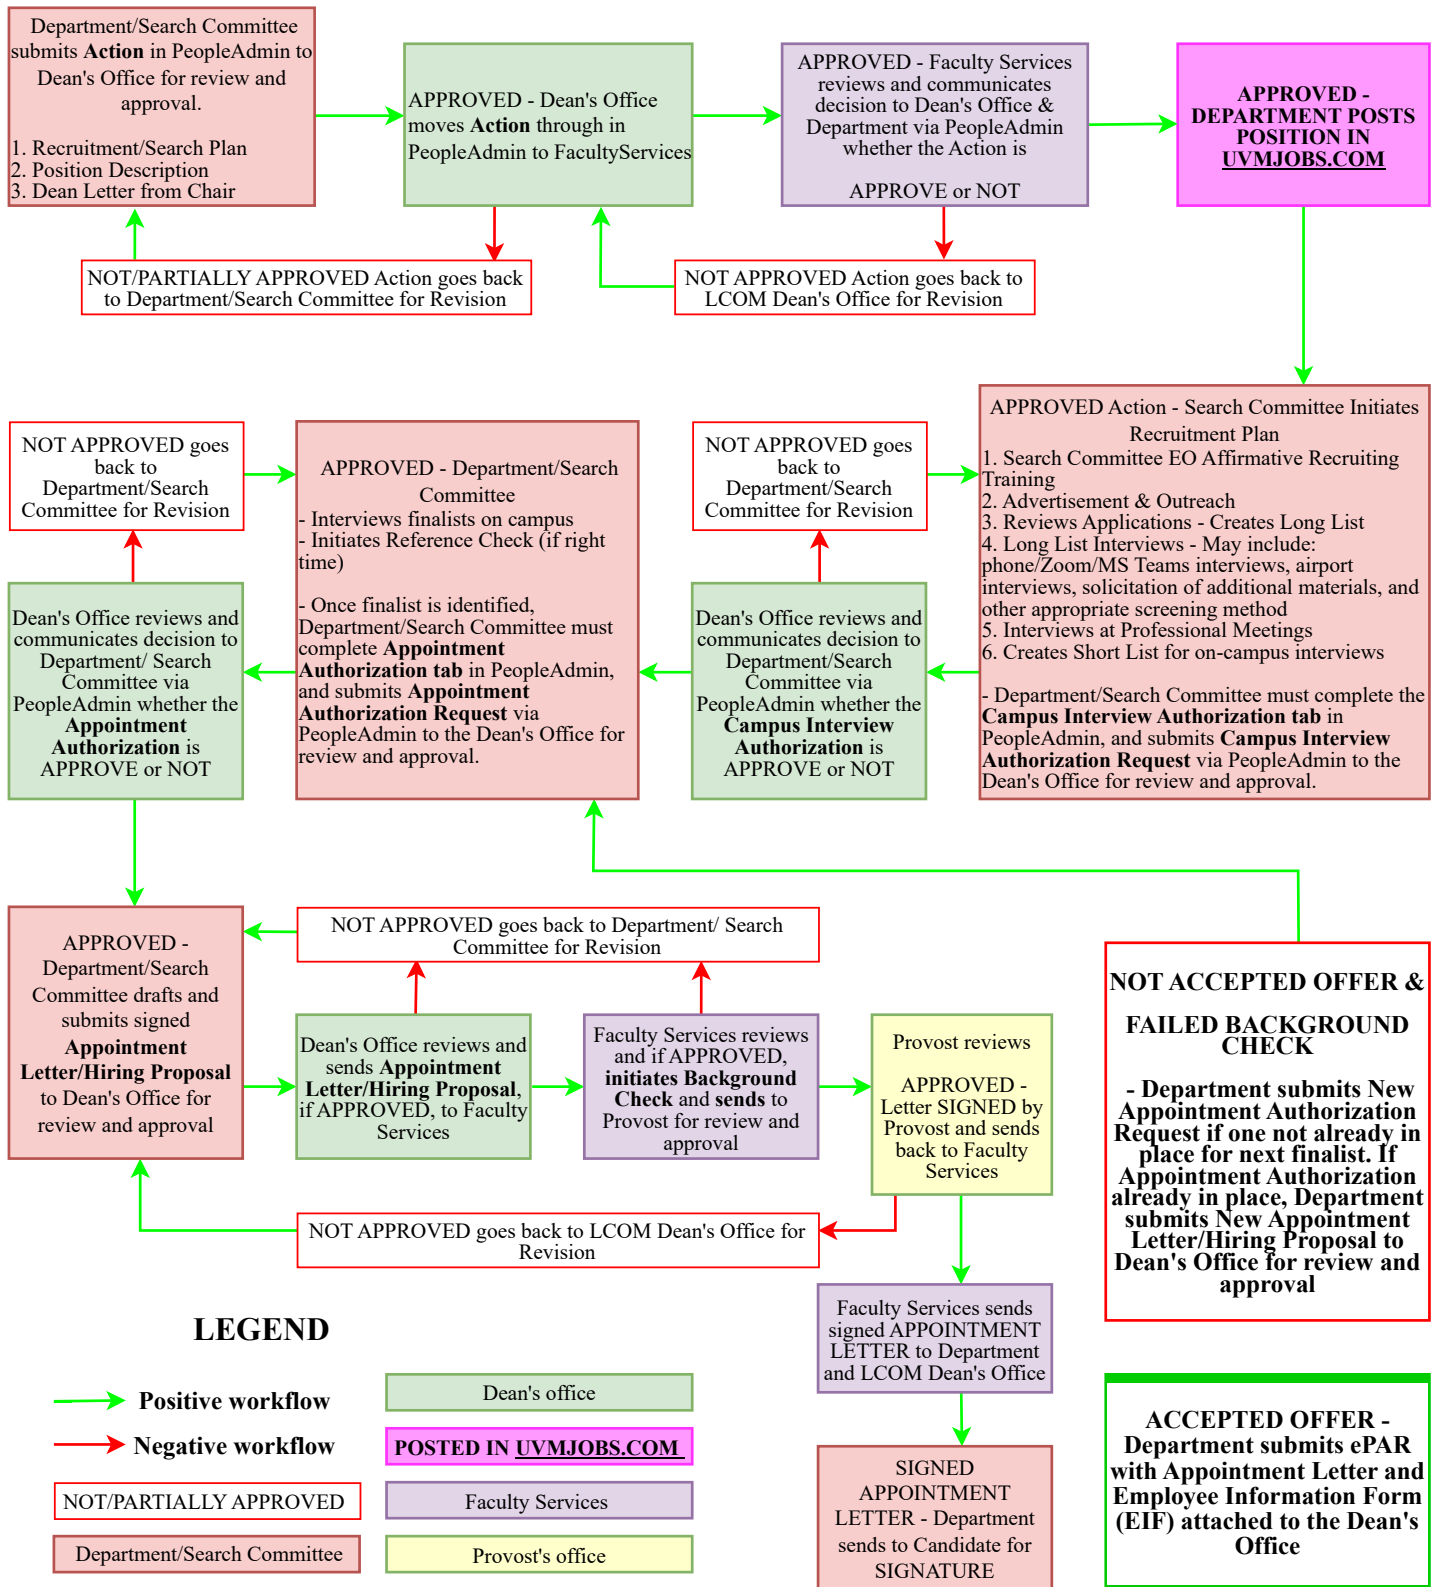 Department/Search Committee
submits Action in PeopleAdmin to
Dean's Office for review and
approval.
1. Recruitment/Search Plan
2. Position Description
3. Dean Letter from Chair
APPROVED - Dean's Office
moves Action through in
PeopleAdmin to FacultyServices
APPROVED - Faculty Services
reviews and communicates
decision to Dean's Office &
Department via PeopleAdmin
whether the Action is
APPROVE or NOT
APPROVED -
DEPARTMENT POSTS
POSITION IN
UVMJOBS.COM
NOT/PARTIALLY APPROVED Action goes back
to Department/Search Committee for Revision
NOT APPROVED Action goes back to
LCOM Dean's Office for Revision
NOT APPROVED goes
back to
Department/Search
Committee for Revision
APPROVED - Department/Search
Committee
- Interviews finalists on campus
- Initiates Reference Check (if right
time)
- Once finalist is identified,
Department/Search Committee must
complete Appointment
Authorization tab in PeopleAdmin,
and submits Appointment
Authorization Request via
PeopleAdmin to the Dean's Office for
review and approval.
NOT APPROVED goes
back to
Department/Search
Committee for Revision
APPROVED Action - Search Committee Initiates
Recruitment Plan
1. Search Committee EO Affirmative Recruiting
Training
2. Advertisement & Outreach
3. Reviews Applications - Creates Long List
4. Long List Interviews - May include:
phone/Zoom/MS Teams interviews, airport
interviews, solicitation of additional materials, and
other appropriate screening method
5. Interviews at Professional Meetings
6. Creates Short List for on-campus interviews
- Department/Search Committee must complete the
Campus Interview Authorization tab in
PeopleAdmin, and submits Campus Interview
Authorization Request via PeopleAdmin to the
Dean's Office for review and approval.
Dean's Office reviews and
communicates decision to
Department/ Search
Committee via
PeopleAdmin whether the
Appointment
Authorization is
APPROVE or NOT
Dean's Office reviews and
communicates decision to
Department/Search
Committee via
PeopleAdmin whether the
Campus Interview
Authorization is
APPROVE or NOT
APPROVED -
Department/Search
Committee drafts and
submits signed
Appointment
Letter/Hiring Proposal
to Dean's Office for
review and approval
NOT APPROVED goes back to Department/ Search
Committee for Revision
Dean's Office reviews and
sends Appointment
Letter/Hiring Proposal,
if APPROVED, to Faculty
Services
Faculty Services reviews
and if APPROVED,
initiates Background
Check and sends to
Provost for review and
approval
Provost reviews
APPROVED -
Letter SIGNED by
Provost and sends
back to Faculty
Services
NOT APPROVED goes back to LCOM Dean's Office for
Revision
NOT ACCEPTED OFFER &
FAILED BACKGROUND
CHECK
- Department submits New
Appointment Authorization
Request if one not already in
place for next finalist. If
Appointment Authorization
already in place, Department
submits New Appointment
Letter/Hiring Proposal to
Dean's Office for review and
approval
Faculty Services sends
signed APPOINTMENT
LETTER to Department
and LCOM Dean's Office
SIGNED
APPOINTMENT
LETTER - Department
sends to Candidate for
SIGNATURE
ACCEPTED OFFER -
Department submits ePAR
with Appointment Letter and
Employee Information Form
(EIF) attached to the Dean's
Office
LEGEND
Positive workflow
Dean's office
Negative workflow
POSTED IN UVMJOBS.COM
NOT/PARTIALLY APPROVED
Faculty Services
Department/Search Committee
Provost's office